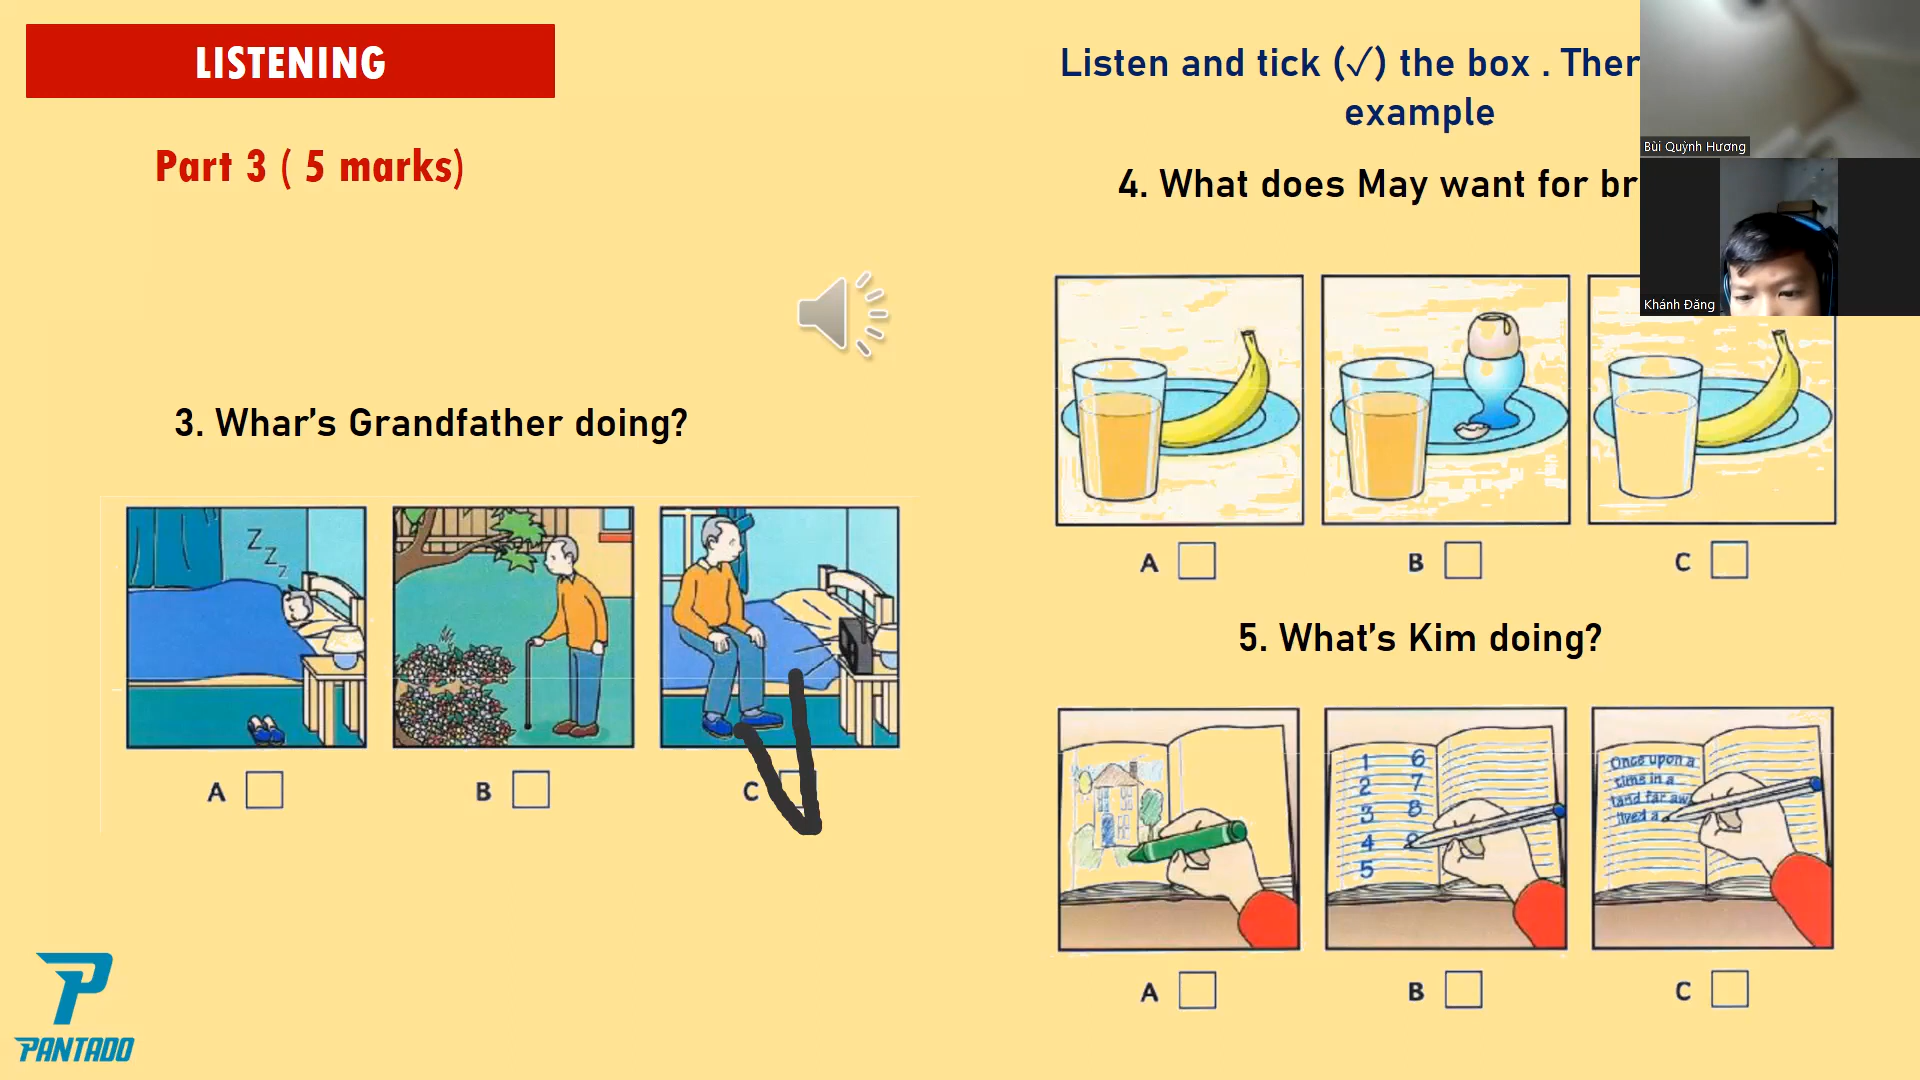 LISTENING
Part 3 ( 5 marks)
3. Whar's Grandfather doing?
Z
Z
Z
A
B
C
PANTADO
Listen and tick (✓) the box . Ther
example
4. What does May want for br
A
B
C
5. What's Kim doing?
1 6
2 7
3 8
4
5
Once upon a
time in a
land far aw
lived a
A
B
C
Bùi Quỳnh Hương
Khánh Đăng